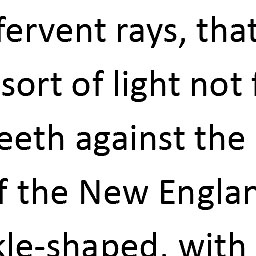 fervent rays, that
sort of light not f
eeth against the
f the New Englan
kle-shaped, with